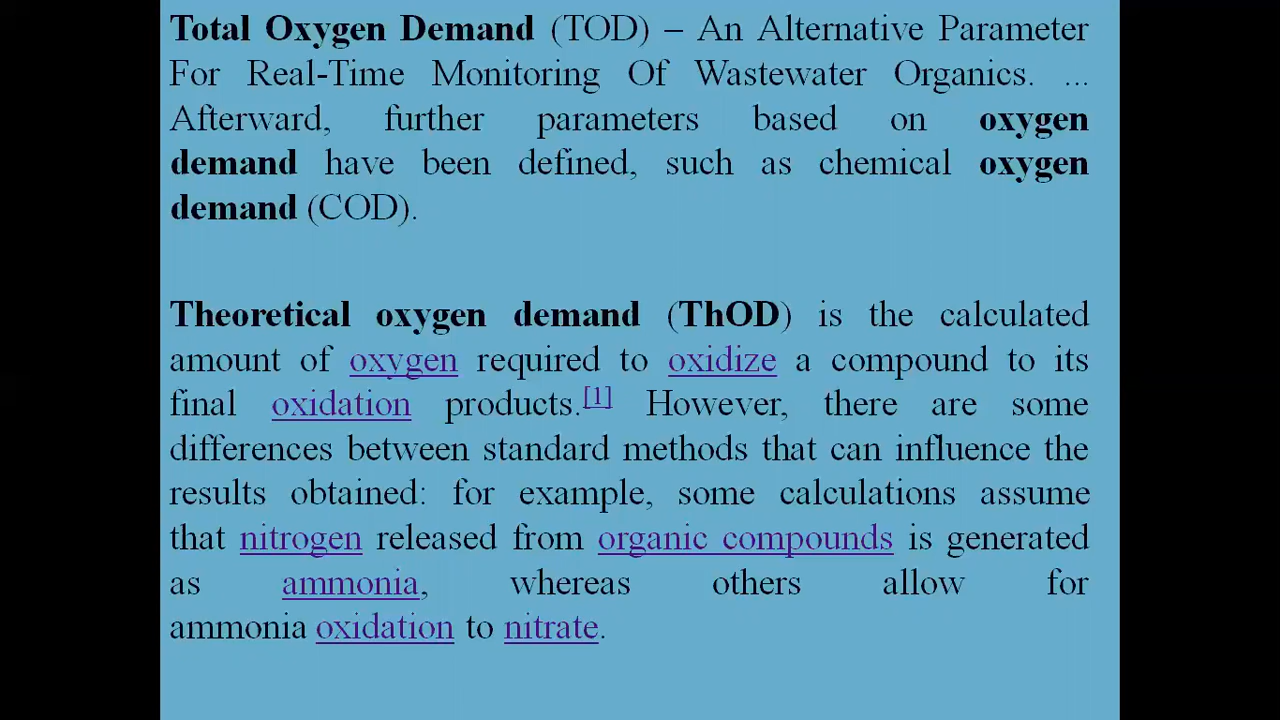 Total Oxygen Demand (TOD) – An Alternative Parameter
For Real-Time Monitoring Of Wastewater Organics. ...
Afterward, further parameters based on oxygen
demand have been defined, such as chemical oxygen
demand (COD).
Theoretical oxygen demand (ThOD) is the calculated
amount of oxygen required to oxidize a compound to its
final oxidation products.[1] However, there are some
differences between standard methods that can influence the
results obtained: for example, some calculations assume
that nitrogen released from organic compounds is generated
as ammonia, whereas others allow for
ammonia oxidation to nitrate.